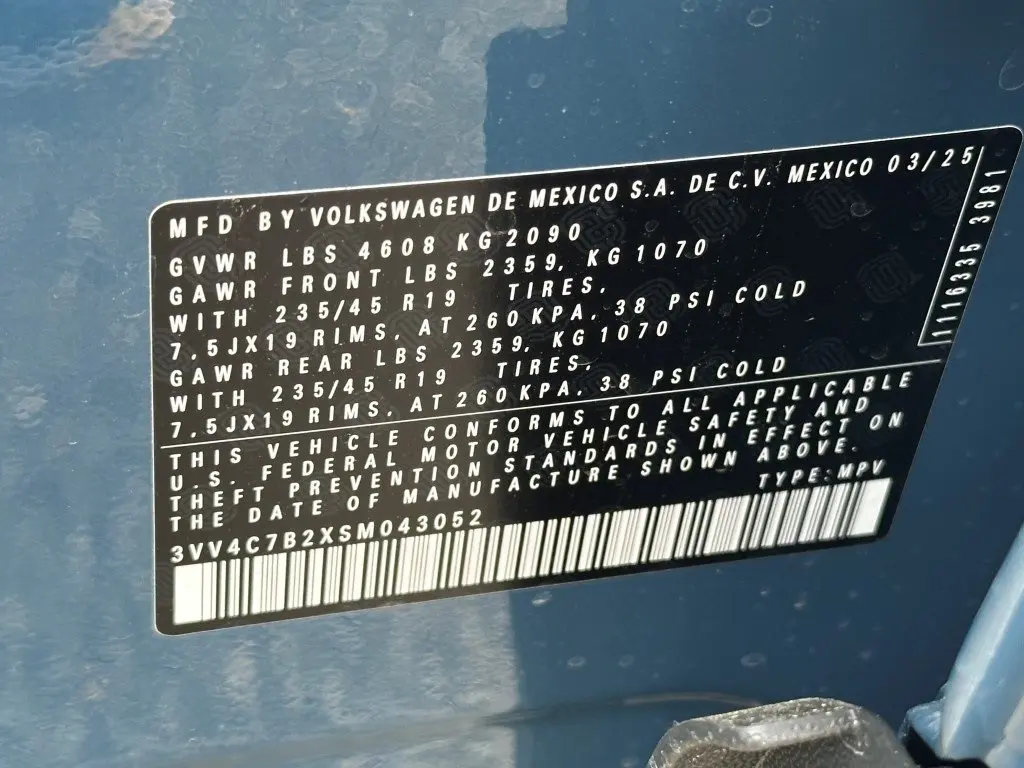 MFD BY VOLKSWAGEN DE MEXICO S.A. DE C.V. MEXICO 03/25
GVWR LBS 4608 KG 2090
GAWR FRONT LBS 2359, KG 1070
WITH 235/45 R19 TIRES,
7,5JX19 RIMS, AT 260 KPA, 38 PSI COLD
GAWR REAR LBS 2359, KG 1070
WITH 235/45 R19 TIRES,
7,5JX19 RIMS, AT 260 KPA, 38 PSI COLD
1116335 3981
THIS VEHICLE CONFORMS TO ALL APPLICABLE
U.S. FEDERAL MOTOR VEHICLE SAFETY AND
THEFT PREVENTION STANDARDS IN EFFECT ON
THE DATE OF MANUFACTURE SHOWN ABOVE.
3VV4C7B2XSM043052 TYPE: MPV